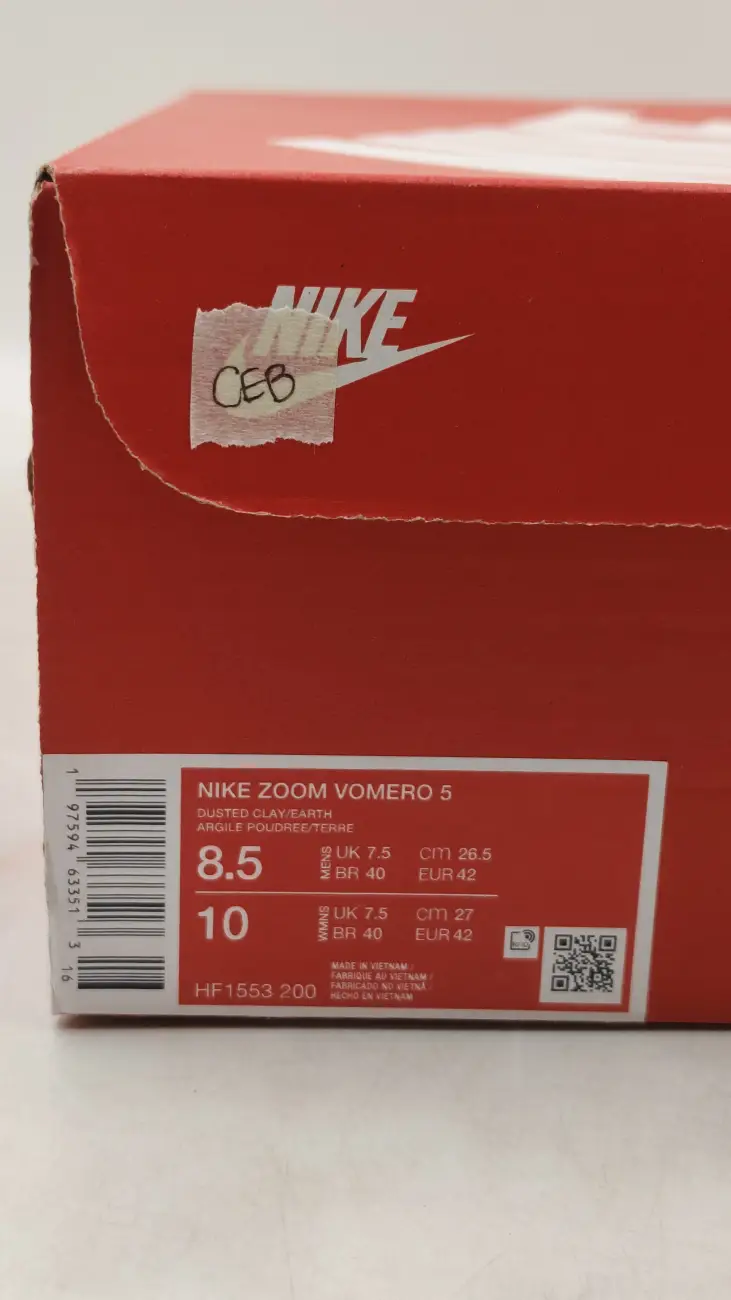 NIKE
CEB
1 97594 63351 3 16
NIKE ZOOM VOMERO 5
DUSTED CLAY/EARTH
ARGILE POUDREE/TERRE
8.5 MENS UK 7.5 cm 26.5
BR 40 EUR 42
10 WMNS UK 7.5 cm 27
BR 40 EUR 42
MADE IN VIETNAM /
FABRIQUE AU VIETNAM /
FABRICADO NO VIETNÃ /
HECHO EN VIETNAM
HF1553 200